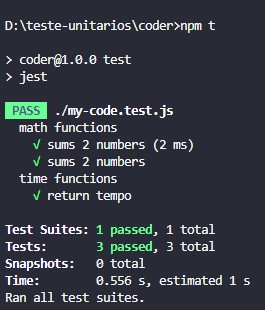 D:\teste-unitarios\coder>npm t
> coder@1.0.0 test
> jest
PASS ./my-code.test.js
math functions
√ sums 2 numbers (2 ms)
√ sums 2 numbers
time functions
√ return tempo
Test Suites: 1 passed, 1 total
Tests: 3 passed, 3 total
Snapshots: 0 total
Time: 0.556 s, estimated 1 s
Ran all test suites.